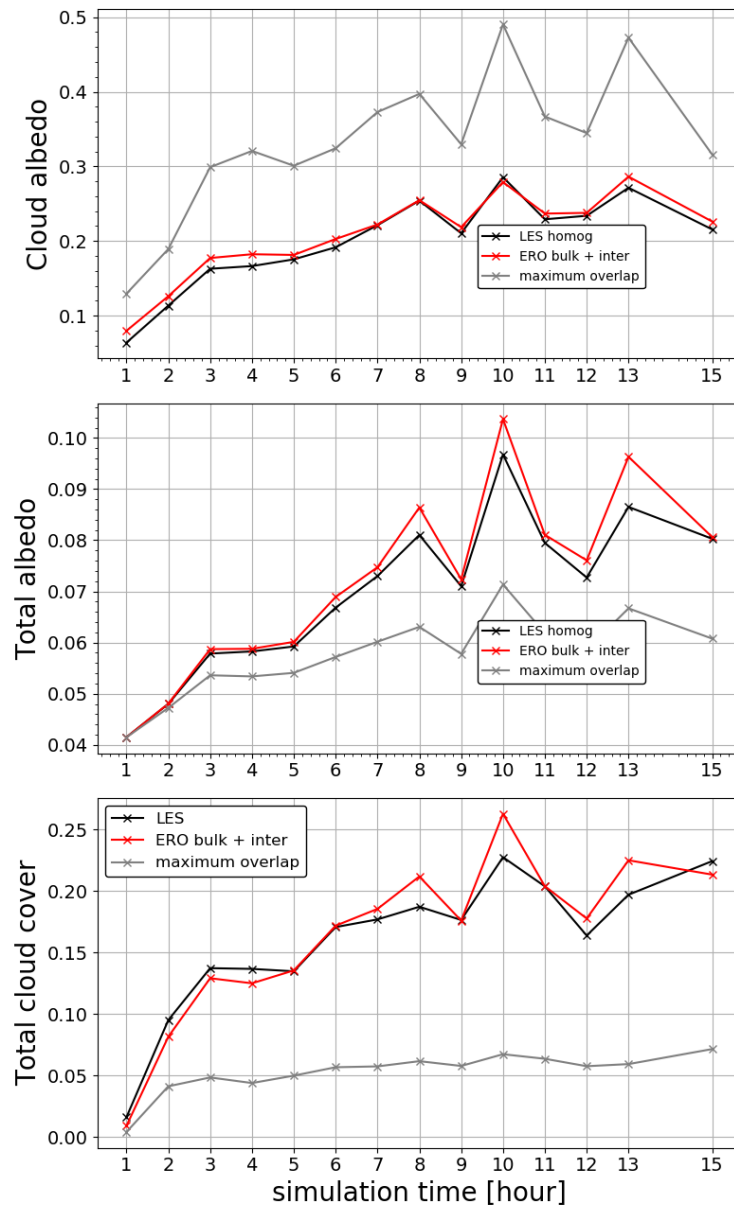 0.5
0.4
0.3
0.2
0.1
Cloud albedo
LES homog
ERO bulk + inter
maximum overlap
1 2 3 4 5 6 7 8 9 10 11 12 13 15
0.10
0.09
0.08
0.07
0.06
0.05
0.04
Total albedo
LES homog
ERO bulk + inter
maximum overlap
1 2 3 4 5 6 7 8 9 10 11 12 13 15
0.25
0.20
0.15
0.10
0.05
0.00
Total cloud cover
LES
ERO bulk + inter
maximum overlap
1 2 3 4 5 6 7 8 9 10 11 12 13 15
simulation time [hour]